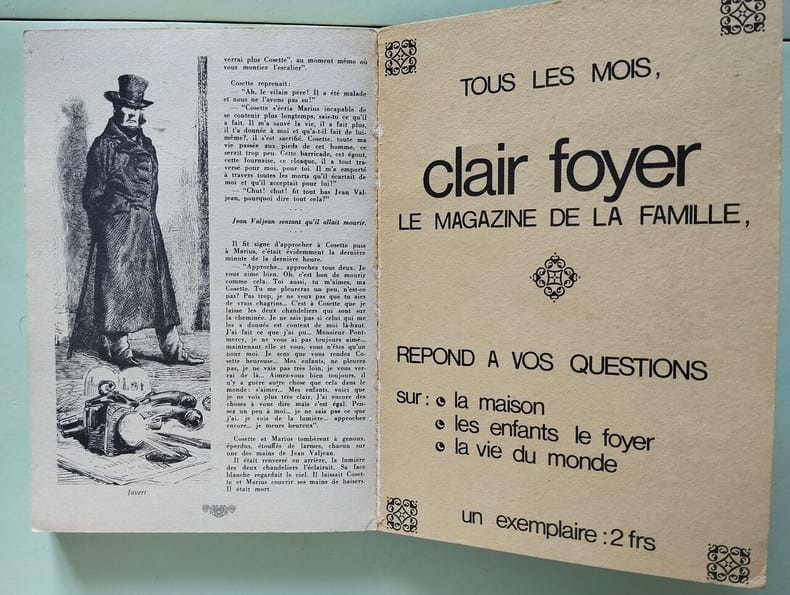 verrai plus Cosette", au moment même où
vous montiez l'escalier".
Cosette reprenait:
— "Ah, le vilain père! Il a été malade
et nous ne l'avons pas su!"
— "Cosette s'écria Marius incapable de
se contenir plus longtemps, sais-tu ce qu'il
a fait. Il m'a sauvé la vie, il a fait plus,
il t'a donnée à moi et qu'a-t-il fait de lui-
même?, il s'est sacrifié. Cosette, toute ma
vie passée aux pieds de cet homme, ce
serait trop peu. Cette barricade, cet égout,
cette fournaise, ce cloaque, il a tout tra-
versé pour moi, pour toi. Il m'a emporté
à travers toutes les morts qu'il écartait de
moi et qu'il acceptait pour lui!"
— "Chut! chut! fit tout bas Jean Val-
jean, pourquoi dire tout cela?"
. . .
Jean Valjean sentant qu'il allait mourir.
. . .
Il fit signe d'approcher à Cosette puis
à Marius, c'était évidemment la dernière
minute de la dernière heure.
— "Approche... approchez tous deux. Je
vous aime bien. Oh, c'est bon de mourir
comme cela. Toi aussi, tu m'aimes, ma
Cosette. Tu me pleureras un peu, n'est-ce-
pas? Pas trop, je ne veux pas que tu aies
de vrais chagrins... C'est à Cosette que je
laisse les deux chandeliers qui sont sur
la cheminée. Je ne sais pas si celui qui me
les a donnés est content de moi là-haut.
J'ai fait ce que j'ai pu... Monsieur Pont-
mercy, je ne vous ai pas toujours aimé...
maintenant elle et vous, vous n'êtes qu'un
pour moi. Je sens que vous rendez Co-
sette heureuse... Mes enfants, ne pleurez
pas, je ne vais pas très loin, je vous ver-
rai de là... Aimez-vous bien toujours, il
n'y a guère autre chose que cela dans le
monde: s'aimer... Mes enfants, voici que
je ne vois plus très clair. J'ai encore des
choses à vous dire mais c'est égal. Pen-
sez un peu à moi... je ne sais pas ce que
j'ai, je vois de la lumière... approchez
encore... je meurs heureux".
Cosette et Marius tombèrent à genoux,
éperdus, étouffés de larmes, chacun sur
une des mains de Jean Valjean.
Il était renversé en arrière, la lumière
des deux chandeliers l'éclairait. Sa face
blanche regardait le ciel. Il laissait Coset-
te et Marius couvrir ses mains de baisers.
Il était mort.
Loi
Javert
TOUS LES MOIS,
clair foyer
LE MAGAZINE DE LA FAMILLE,
REPOND A VOS QUESTIONS
sur: la maison
les enfants le foyer
la vie du monde
un exemplaire : 2 frs